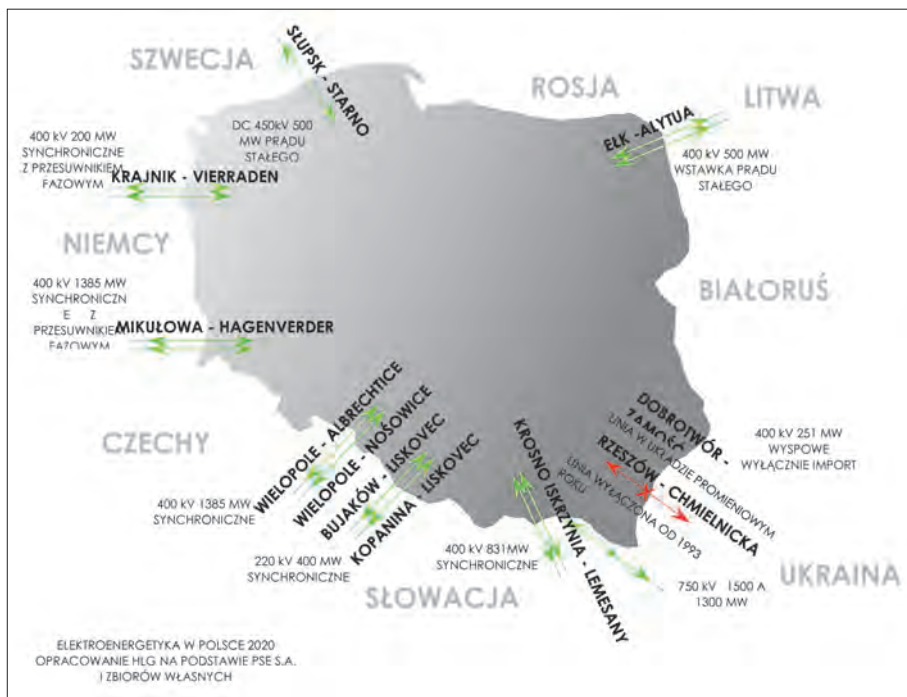 SZWECJA
SŁUPSK - STARNO
DC 450kV 500
MW PRĄDU
STAŁEGO
ROSJA
LITWA
EŁK -ALYTUA
400 kV 500 MW
WSTAWKA PRĄDU
STAŁEGO
400 kV 200 MW
SYNCHRONICZNE
Z PRZESUWNIKIEM
FAZOWYM
KRAJNIK - VIERRADEN
NIEMCY
BIAŁORUŚ
400 kV 1385 MW
SYNCHRONICZN
E Z
PRZESUWNIKIEM
FAZOWYM
MIKUŁOWA - HAGENVERDER
CZECHY
WIELOPOLE - ALBRECHTICE
WIELOPOLE - NOŠOWICE
BUJAKÓW - LISKOVEC
KOPANINA - LISKOVEC
400 kV 1385MW
SYNCHRONICZNE
220 kV 400 MW
SYNCHRONICZNE
SŁOWACJA
KROSNO ISKRZYNIA - LEMESANY
400 kV 831MW
SYNCHRONICZNE
DOBROTWÓR -
ZAMOŚĆ
LINIA W UKŁADZIE PROMIENIOWYM
400 kV 251 MW
WYSPOWE
WYŁĄCZNIE IMPORT
RZESZÓW - CHMIELNICKA
LINIA WYŁĄCZONA OD 1993
ROKU
UKRAINA
750 kV 1500 A
1300 MW
ELEKTROENERGETYKA W POLSCE 2020
OPRACOWANIE HLG NA PODSTAWIE PSE S.A.
I ZBIORÓW WŁASNYCH